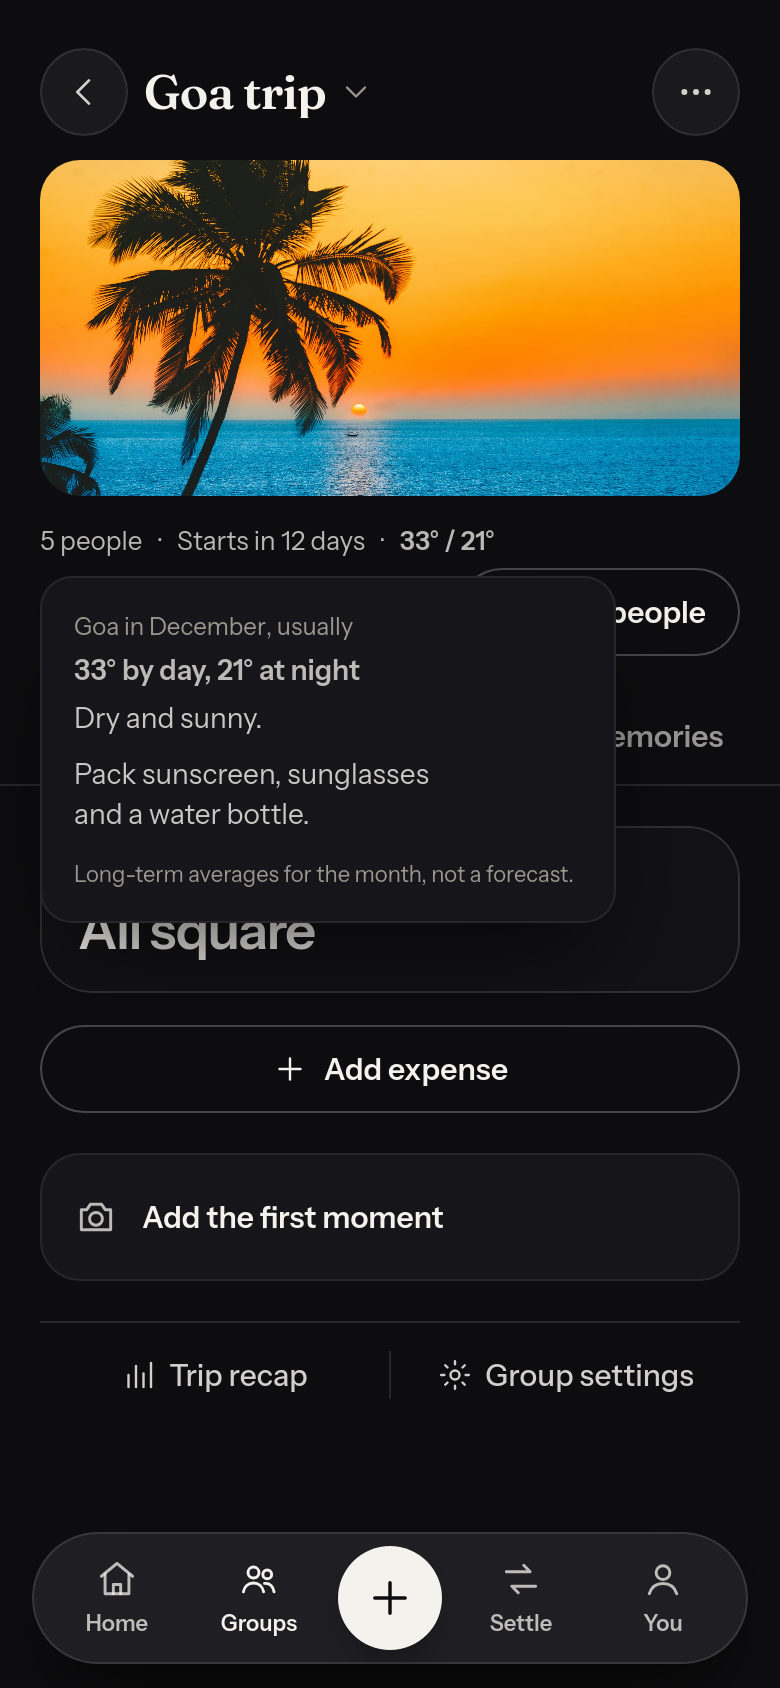 Goa trip
5 people · Starts in 12 days · 33° / 21°
people
Goa in December, usually
33° by day, 21° at night
Dry and sunny.
emories
Pack sunscreen, sunglasses
and a water bottle.
Long-term averages for the month, not a forecast.
All square
Add expense
Add the first moment
Trip recap
Group settings
Home
Groups
Settle
You